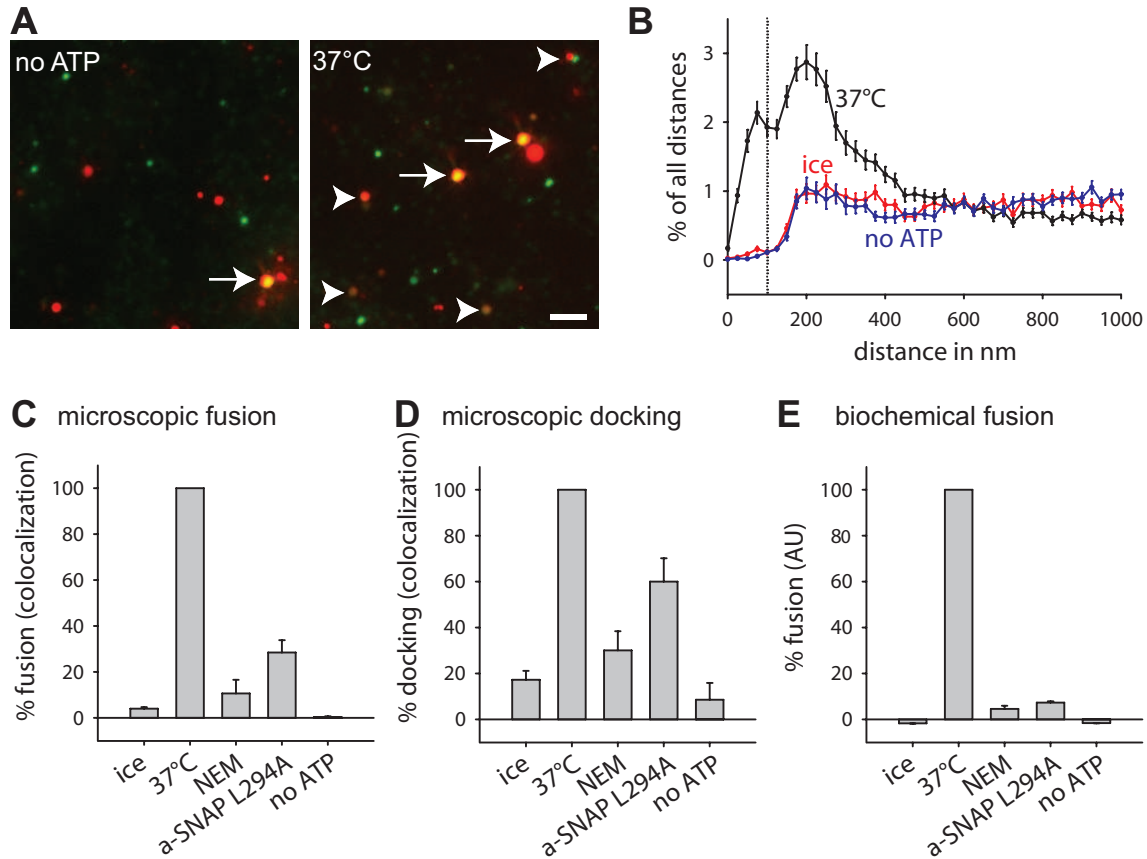 A
no ATP
37°C
B
% of all distances
3
2
1
0
37°C
ice
no ATP
0
200
400
600
800
1000
distance in nm
C microscopic fusion
% fusion (colocalization)
100
80
60
40
20
0
ice
37°C
NEM
a-SNAP L294A
no ATP
D microscopic docking
% docking (colocalization)
100
80
60
40
20
0
ice
37°C
NEM
a-SNAP L294A
no ATP
E biochemical fusion
% fusion (AU)
100
80
60
40
20
0
ice
37°C
NEM
a-SNAP L294A
no ATP